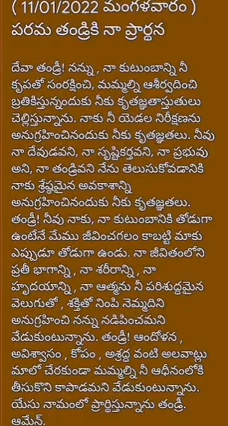 ( 11/01/2022 మంగళవారం )
పరమ తండ్రికి నా ప్రార్థన
దేవా తండ్రీ! నన్ను , నా కుటుంబాన్ని నీ
కృపతో సంరక్షించి, మమ్మల్ని ఆశీర్వదించి
బ్రతికిస్తున్నందుకు నీకు కృతజ్ఞతాస్తుతులు
చెల్లిస్తున్నాను. నాకు నీ యెడల నిరీక్షణను
అనుగ్రహించినందుకు నీకు కృతజ్ఞతలు. నీవు
నా దేవుడవని, నా సృష్టికర్తవని, నా ప్రభువు
అని, నా తండ్రివని నేను తెలుసుకోవడానికి
నాకు శ్రేష్ఠమైన అవకాశాన్ని
అనుగ్రహించినందుకు నీకు కృతజ్ఞతలు.
తండ్రీ! నీవు నాకు, నా కుటుంబానికి తోడుగా
ఉంటేనే మేము జీవించగలం కాబట్టి మాకు
ఎప్పుడూ తోడుగా ఉండు. నా జీవితంలోని
ప్రతీ భాగాన్ని , నా శరీరాన్ని , నా
హృదయాన్ని , నా ఆత్మను నీ పరిశుద్ధమైన
వెలుగుతో , శక్తితో నింపి నెమ్మదిని
అనుగ్రహించి నన్ను నడిపించమని
వేడుకుంటున్నాను. తండ్రీ! ఆందోళన ,
అవిశ్వాసం , కోపం , అశ్రద్ధ వంటి అలవాట్లు
మాలో చేరకుండా మమ్మల్ని నీ ఆధీనంలోకి
తీసుకొని కాపాడమని వేడుకుంటున్నాను.
యేసు నామంలో ప్రార్థిస్తున్నాను తండ్రీ.
ఆమేన్.